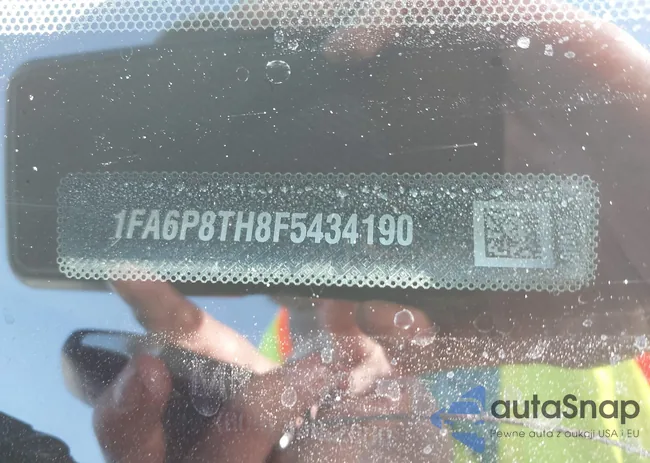 1FA6P8TH8F5434190
autaSnap
Pewne auta z aukcji USA i EU